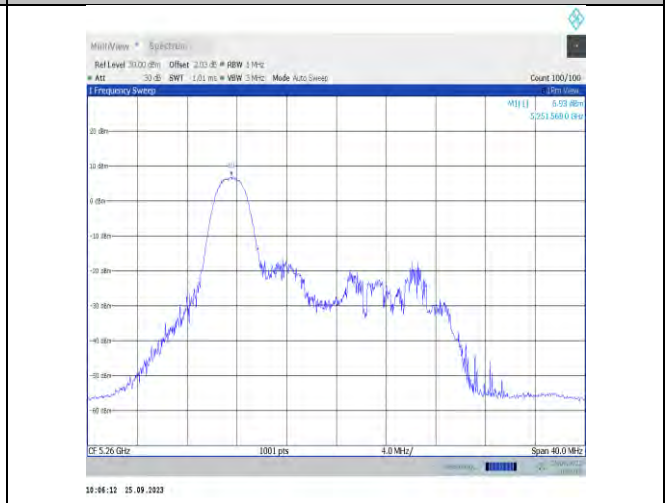 MultiView Spectrum
Ref Level 30.00 dBm Offset 2.03 dB RBW 1 MHz
Att 30 dB SWT 1.01 ms VBW 3 MHz Mode Auto Sweep Count 100/100
1 Frequency Sweep 1Rm View
M1[1] 6.93 dBm
5.2515680 GHz
20 dBm
10 dBm
M1
0 dBm
-10 dBm
-20 dBm
-30 dBm
-40 dBm
-50 dBm
-60 dBm
CF 5.26 GHz 1001 pts 4.0 MHz/ Span 40.0 MHz
10:06:12 25.09.2023